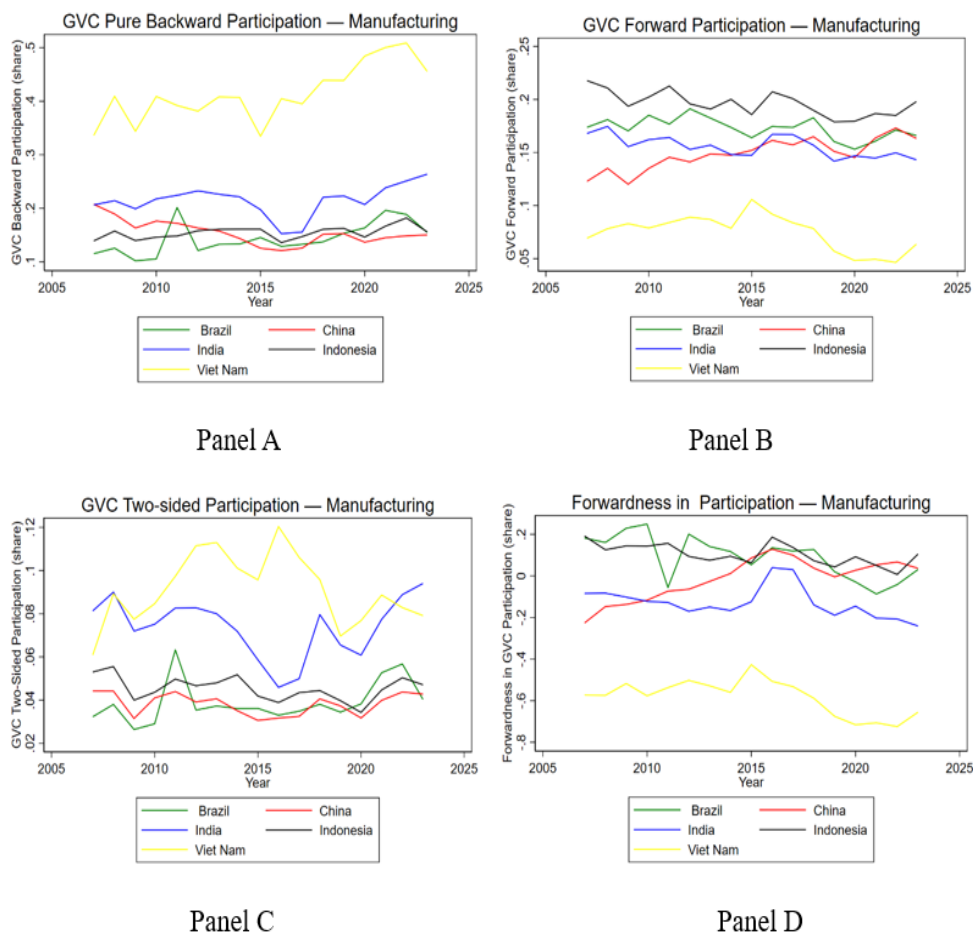 GVC Pure Backward Participation — Manufacturing
GVC Backward Participation (share)
.5
.4
.3
.2
.1
2005 2010 2015 2020 2025
Year
Brazil China
India Indonesia
Viet Nam
Panel A
GVC Forward Participation — Manufacturing
GVC Forward Participation (share)
.25
.2
.15
.1
.05
2005 2010 2015 2020 2025
Year
Brazil China
India Indonesia
Viet Nam
Panel B
GVC Two-sided Participation — Manufacturing
GVC Two-Sided Participation (share)
.12
.1
.08
.06
.04
.02
2005 2010 2015 2020 2025
Year
Brazil China
India Indonesia
Viet Nam
Panel C
Forwardness in Participation — Manufacturing
Forwardness in GVC Participation (share)
.2
0
-.2
-.4
-.6
-.8
2005 2010 2015 2020 2025
Year
Brazil China
India Indonesia
Viet Nam
Panel D